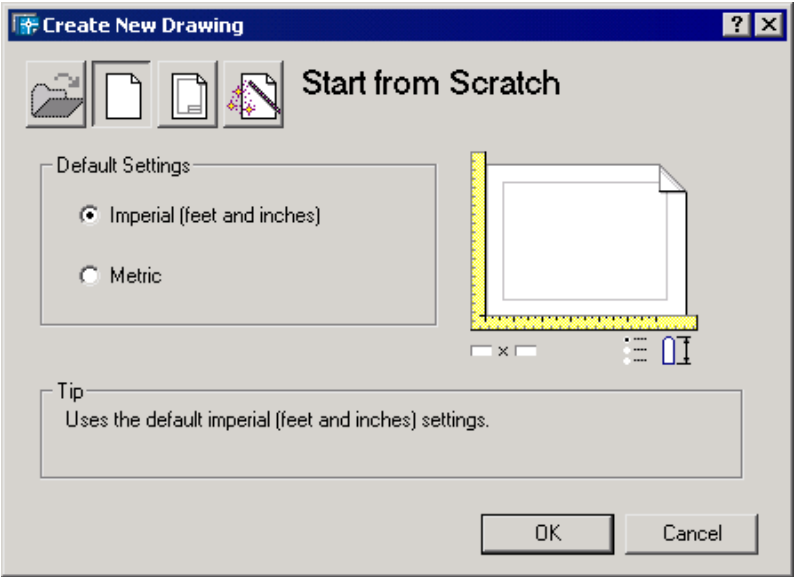 Create New Drawing
Start from Scratch
Default Settings
Imperial (feet and inches)
Metric
Tip
Uses the default imperial (feet and inches) settings.
OK
Cancel